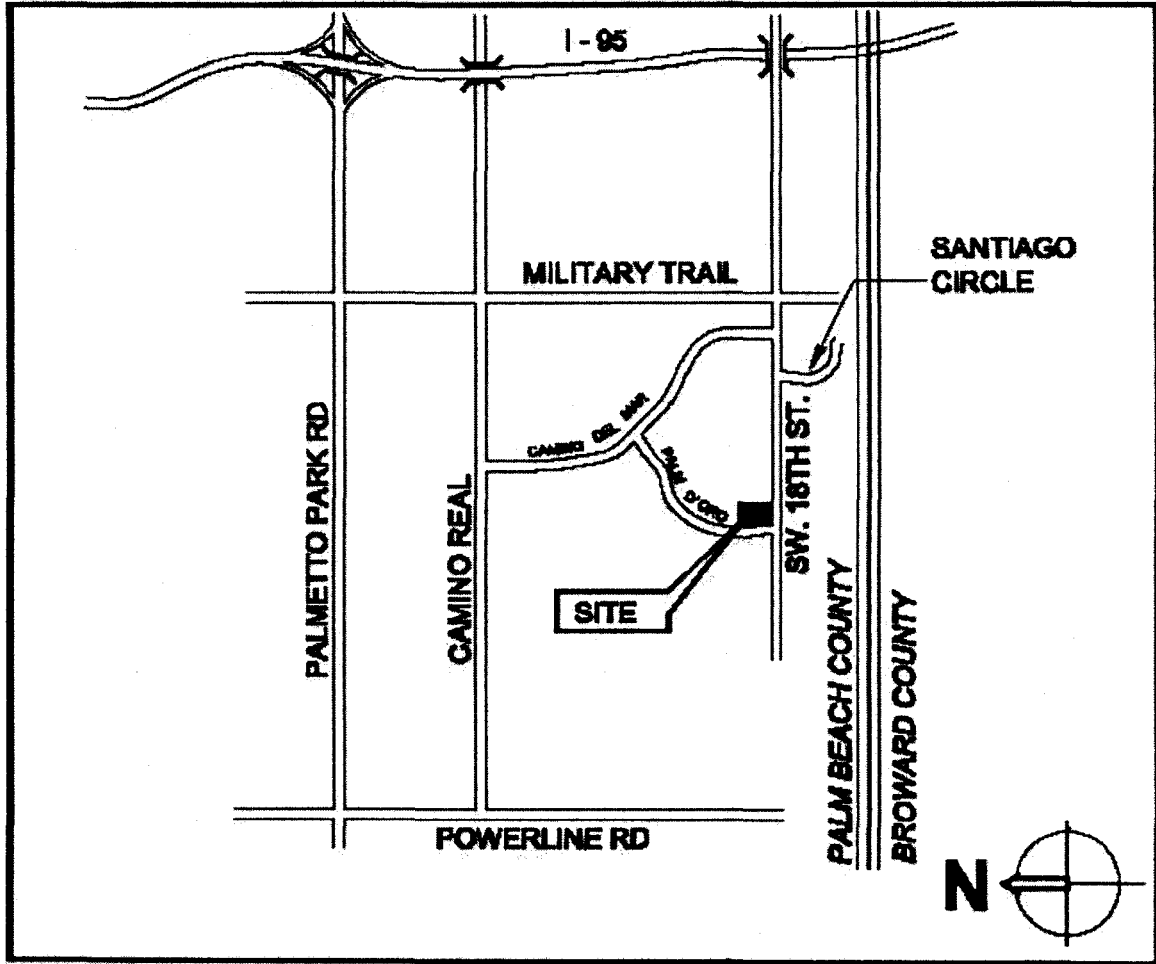 I - 95
SANTIAGO
CIRCLE
MILITARY TRAIL
PALMETTO PARK RD
CAMINO REAL
CAMINO DEL MAR
PALM D'ORO
SW. 18TH ST.
SITE
PALM BEACH COUNTY
BROWARD COUNTY
POWERLINE RD
N